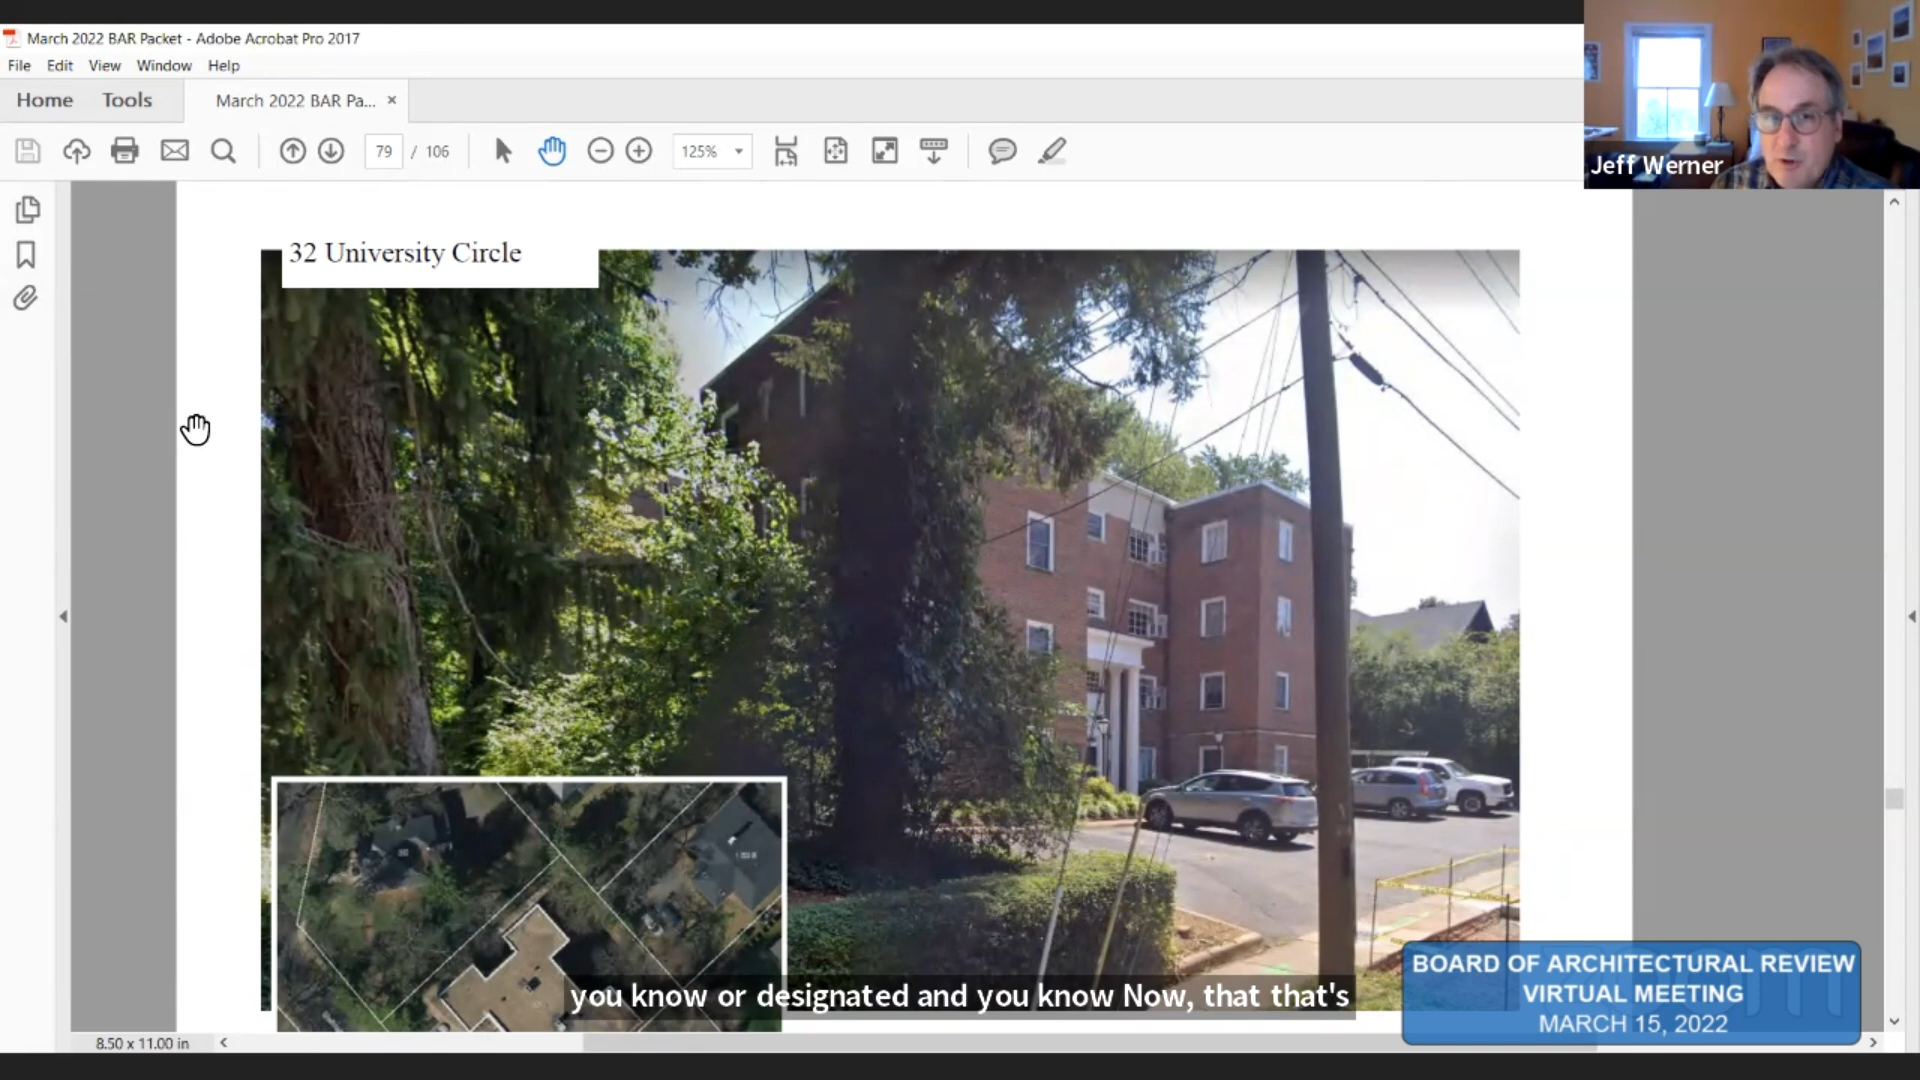 March 2022 BAR Packet - Adobe Acrobat Pro 2017
File Edit View Window Help
Home Tools March 2022 BAR Pa... ×
79 / 106 125%
Jeff Werner
32 University Circle
you know or designated and you know Now, that that's
BOARD OF ARCHITECTURAL REVIEW
VIRTUAL MEETING
MARCH 15, 2022
8.50 x 11.00 in